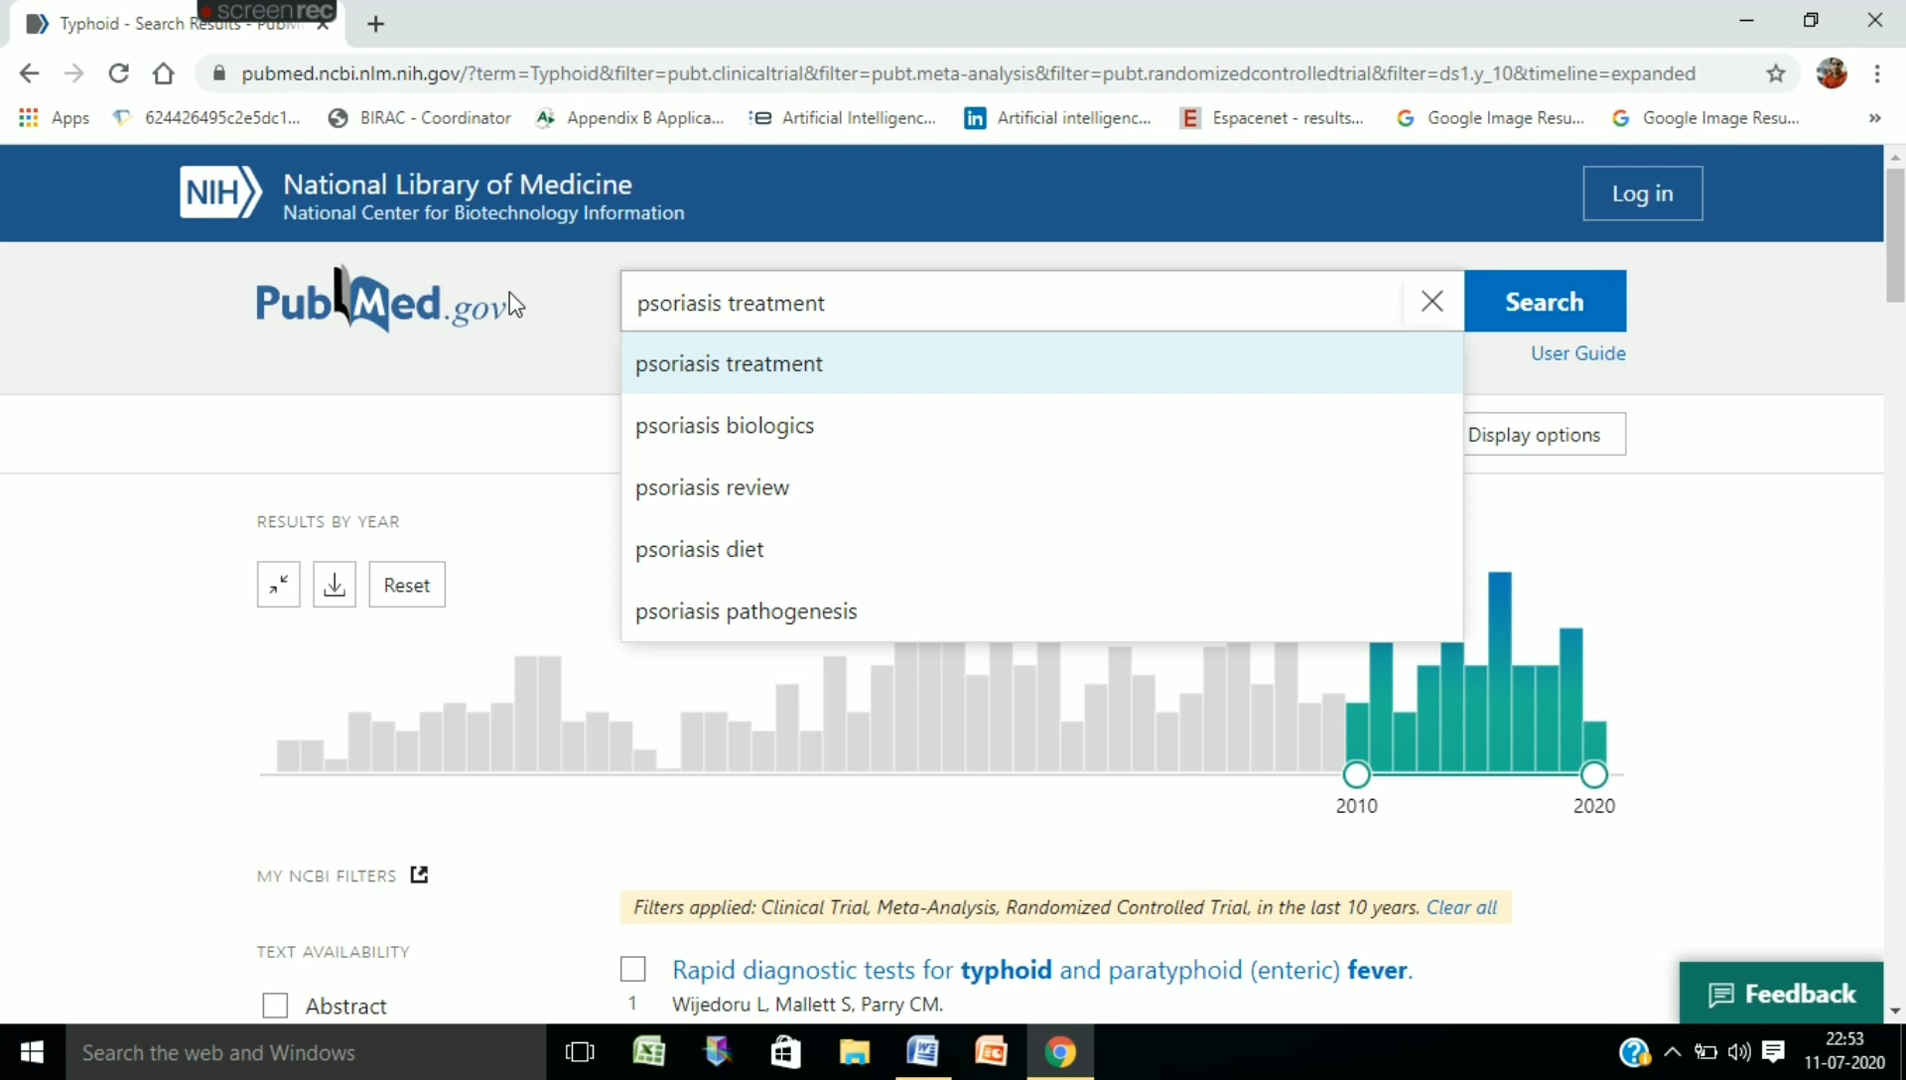 screenrec
Typhoid - Search Results - PubM
pubmed.ncbi.nlm.nih.gov/?term=Typhoid&filter=pubt.clinicaltrial&filter=pubt.meta-analysis&filter=pubt.randomizedcontrolledtrial&filter=ds1.y_10&timeline=expanded
Apps 624426495c2e5dc1... BIRAC - Coordinator Appendix B Applica... Artificial Intelligenc... Artificial intelligenc... Espacenet - results... Google Image Resu... Google Image Resu... »
NIH National Library of Medicine
National Center for Biotechnology Information
Log in
PubMed.gov
psoriasis treatment
Search
psoriasis treatment
User Guide
psoriasis biologics
Display options
psoriasis review
psoriasis diet
psoriasis pathogenesis
RESULTS BY YEAR
Reset
2010 2020
MY NCBI FILTERS
Filters applied: Clinical Trial, Meta-Analysis, Randomized Controlled Trial, in the last 10 years. Clear all
TEXT AVAILABILITY
Abstract
Rapid diagnostic tests for typhoid and paratyphoid (enteric) fever.
1 Wijedoru L, Mallett S, Parry CM.
Feedback
Search the web and Windows
22:53
11-07-2020